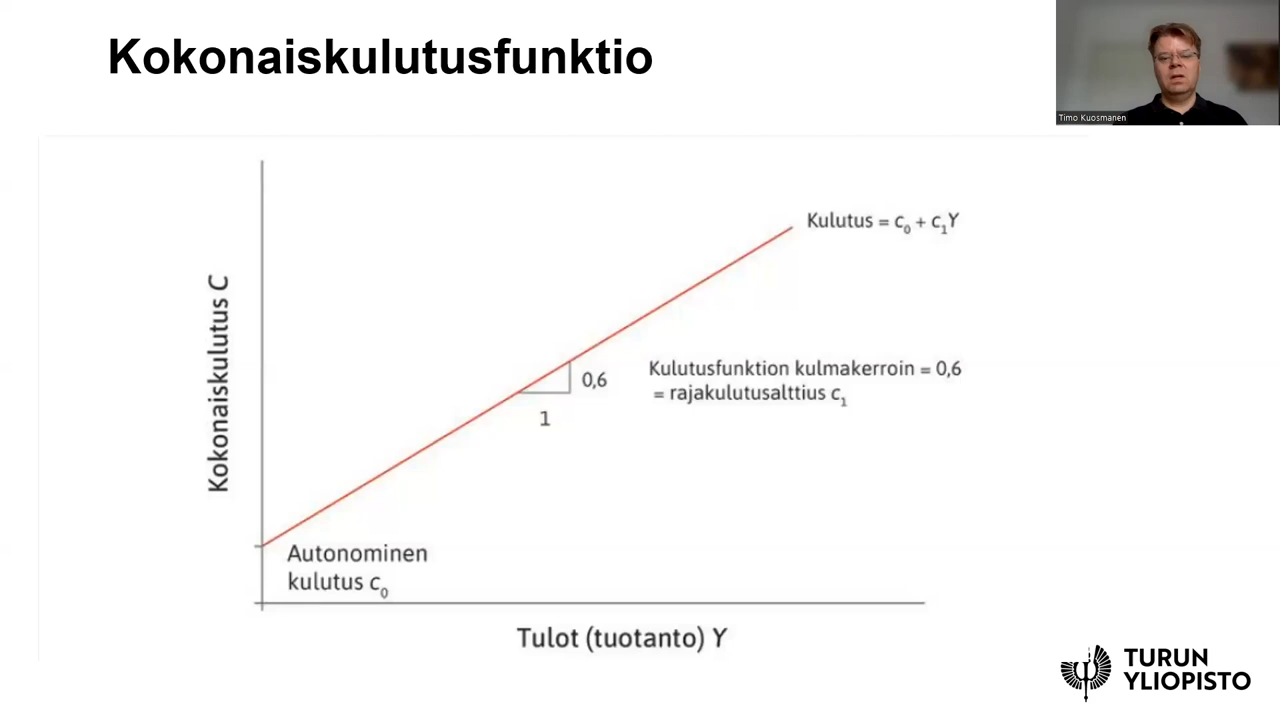 Kokonaiskulutusfunktio
Timo Kuosmanen
Kulutus = c₀ + c₁Y
Kokonaiskulutus C
0,6
1
Kulutusfunktion kulmakerroin = 0,6
= rajakulutusalttius c₁
Autonominen
kulutus c₀
Tulot (tuotanto) Y
TURUN
YLIOPISTO